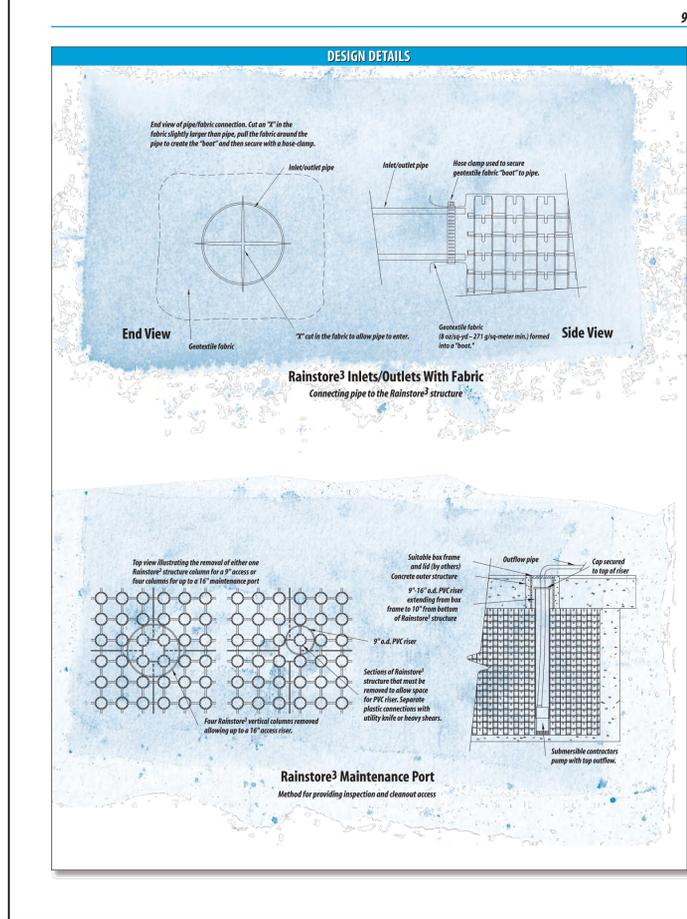 9
DESIGN DETAILS
End view of pipe/fabric connection. Cut an "X" in the
fabric slightly larger than pipe, pull the fabric around the
pipe to create the "boot" and then secure with a hose-clamp.
Inlet/outlet pipe
Inlet/outlet pipe
Hose clamp used to secure
geotextile fabric "boot" to pipe.
End View
Geotextile fabric
"X" cut in the fabric to allow pipe to enter.
Geotextile fabric
(8 oz/sq-yd – 271 g/sq-meter min.) formed
into a "boot."
Side View
Rainstore³ Inlets/Outlets With Fabric
Connecting pipe to the Rainstore³ structure
Top view illustrating the removal of either one
Rainstore³ structure column for a 9" access or
four columns for up to a 16" maintenance port
Suitable box frame
and lid (by others)
Concrete outer structure
9"-16" o.d. PVC riser
extending from box
frame to 10" from bottom
of Rainstore³ structure
Outflow pipe
Cap secured
to top of riser
9" o.d. PVC riser
Sections of Rainstore³
structure that must be
removed to allow space
for PVC riser. Separate
plastic connections with
utility knife or heavy shears.
Four Rainstore³ vertical columns removed
allowing up to a 16" access riser.
Submersible contractors
pump with top outflow.
Rainstore³ Maintenance Port
Method for providing inspection and cleanout access